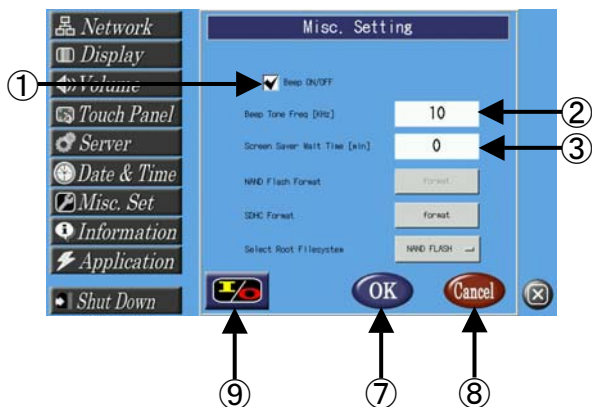 Network
Display
Volume
Touch Panel
Server
Date & Time
Misc. Set
Information
Application
Shut Down
Misc. Setting
① Beep ON/OFF
Beep Tone Freq [KHz] 10 ②
Screen Saver Wait Time [min] 0 ③
NAND Flash Format format
SDHC Format format
Select Root Filesystem NAND FLASH
I/O OK Cancel
⑨ ⑦ ⑧